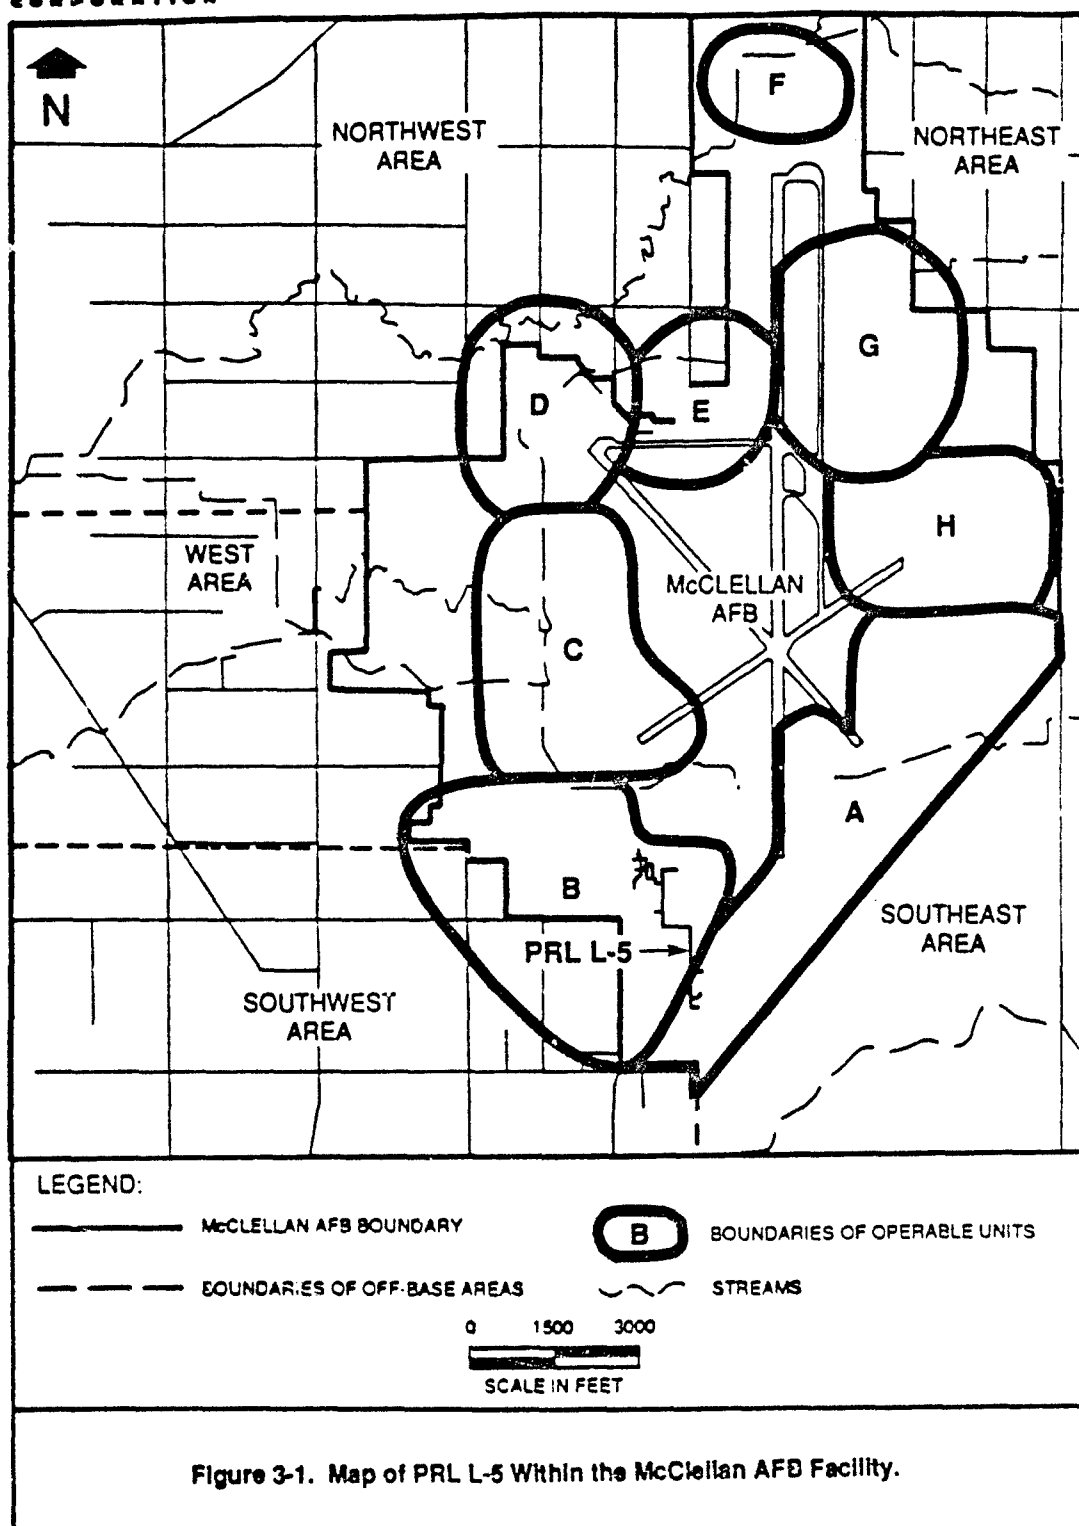 CORPORATION
N
F
NORTHWEST
AREA
NORTHEAST
AREA
G
D
E
H
WEST
AREA
McCLELLAN
AFB
C
A
B
SOUTHEAST
AREA
PRL L-5
SOUTHWEST
AREA
LEGEND:
McCLELLAN AFB BOUNDARY
B
BOUNDARIES OF OPERABLE UNITS
BOUNDARIES OF OFF-BASE AREAS
STREAMS
0 1500 3000
SCALE IN FEET
Figure 3-1. Map of PRL L-5 Within the McClellan AFB Facility.